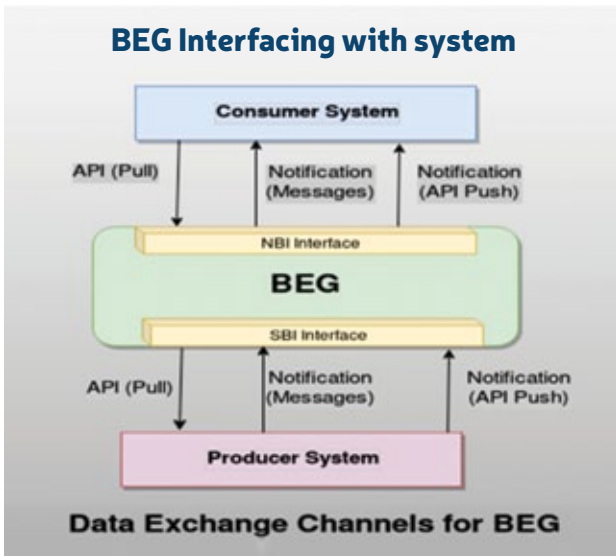 BEG Interfacing with system
Consumer System
API (Pull)
Notification
(Messages)
Notification
(API Push)
NBI Interface
BEG
SBI Interface
API (Pull)
Notification
(Messages)
Notification
(API Push)
Producer System
Data Exchange Channels for BEG